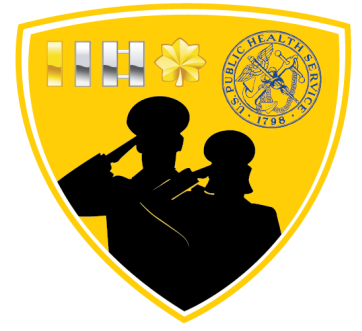 U.S. PUBLIC HEALTH SERVICE
1798